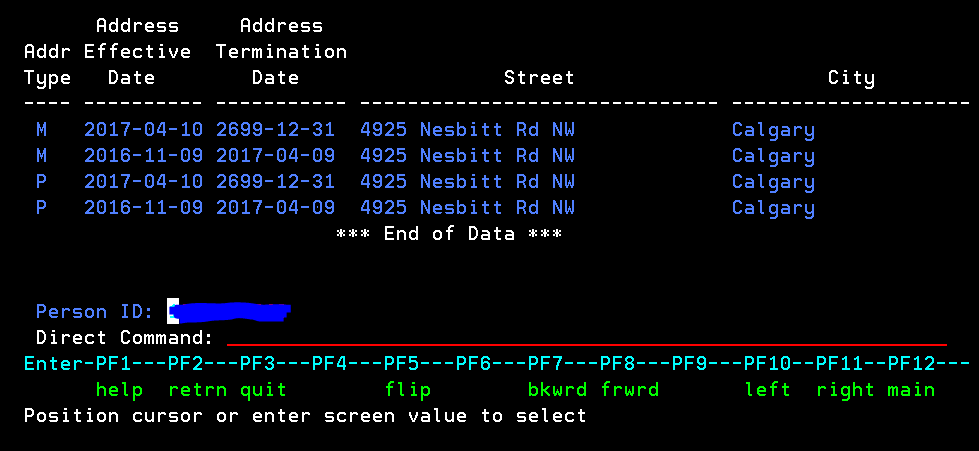 Address Address
Addr Effective Termination
Type Date Date Street City
---- ---------- ----------- ------------------------------ --------------------
M 2017-04-10 2699-12-31 4925 Nesbitt Rd NW Calgary
M 2016-11-09 2017-04-09 4925 Nesbitt Rd NW Calgary
P 2017-04-10 2699-12-31 4925 Nesbitt Rd NW Calgary
P 2016-11-09 2017-04-09 4925 Nesbitt Rd NW Calgary
*** End of Data ***
Person ID:
Direct Command:
Enter-PF1---PF2---PF3---PF4---PF5---PF6---PF7---PF8---PF9---PF10--PF11--PF12---
help retrn quit flip bkwrd frwrd left right main
Position cursor or enter screen value to select